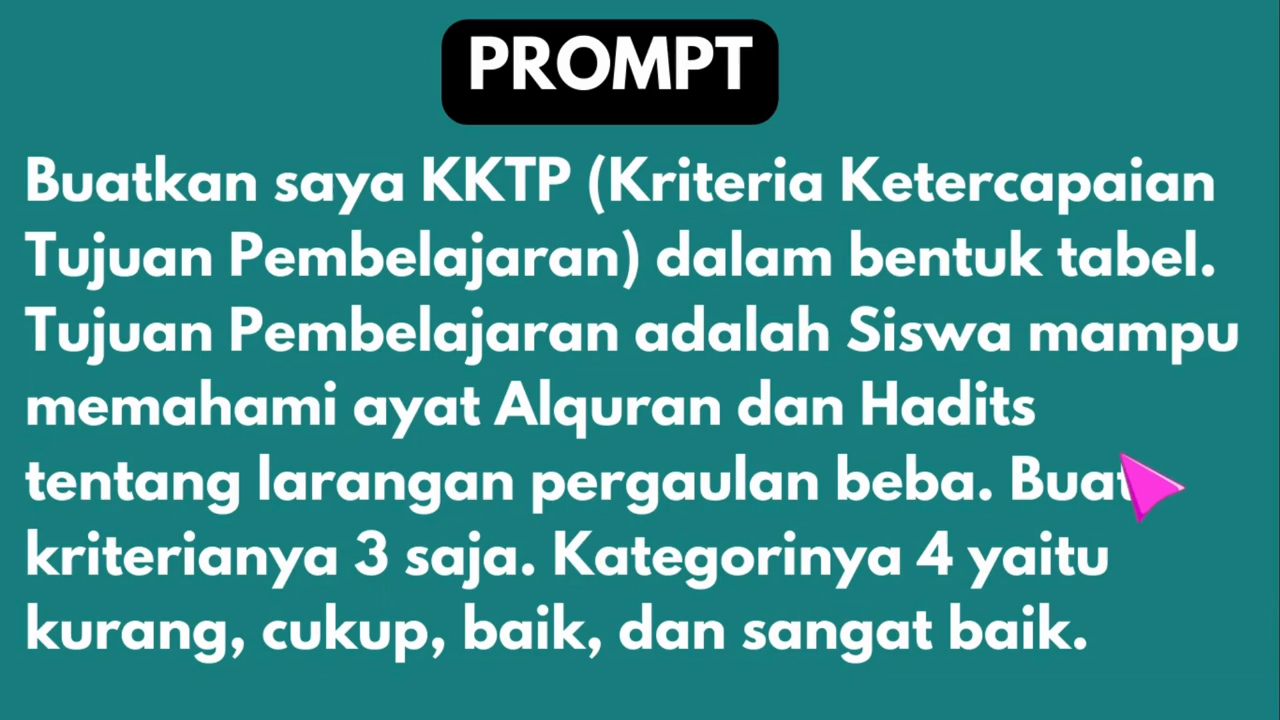 PROMPT
Buatkan saya KKTP (Kriteria Ketercapaian
Tujuan Pembelajaran) dalam bentuk tabel.
Tujuan Pembelajaran adalah Siswa mampu
memahami ayat Alquran dan Hadits
tentang larangan pergaulan beba. Buat
kriterianya 3 saja. Kategorinya 4 yaitu
kurang, cukup, baik, dan sangat baik.